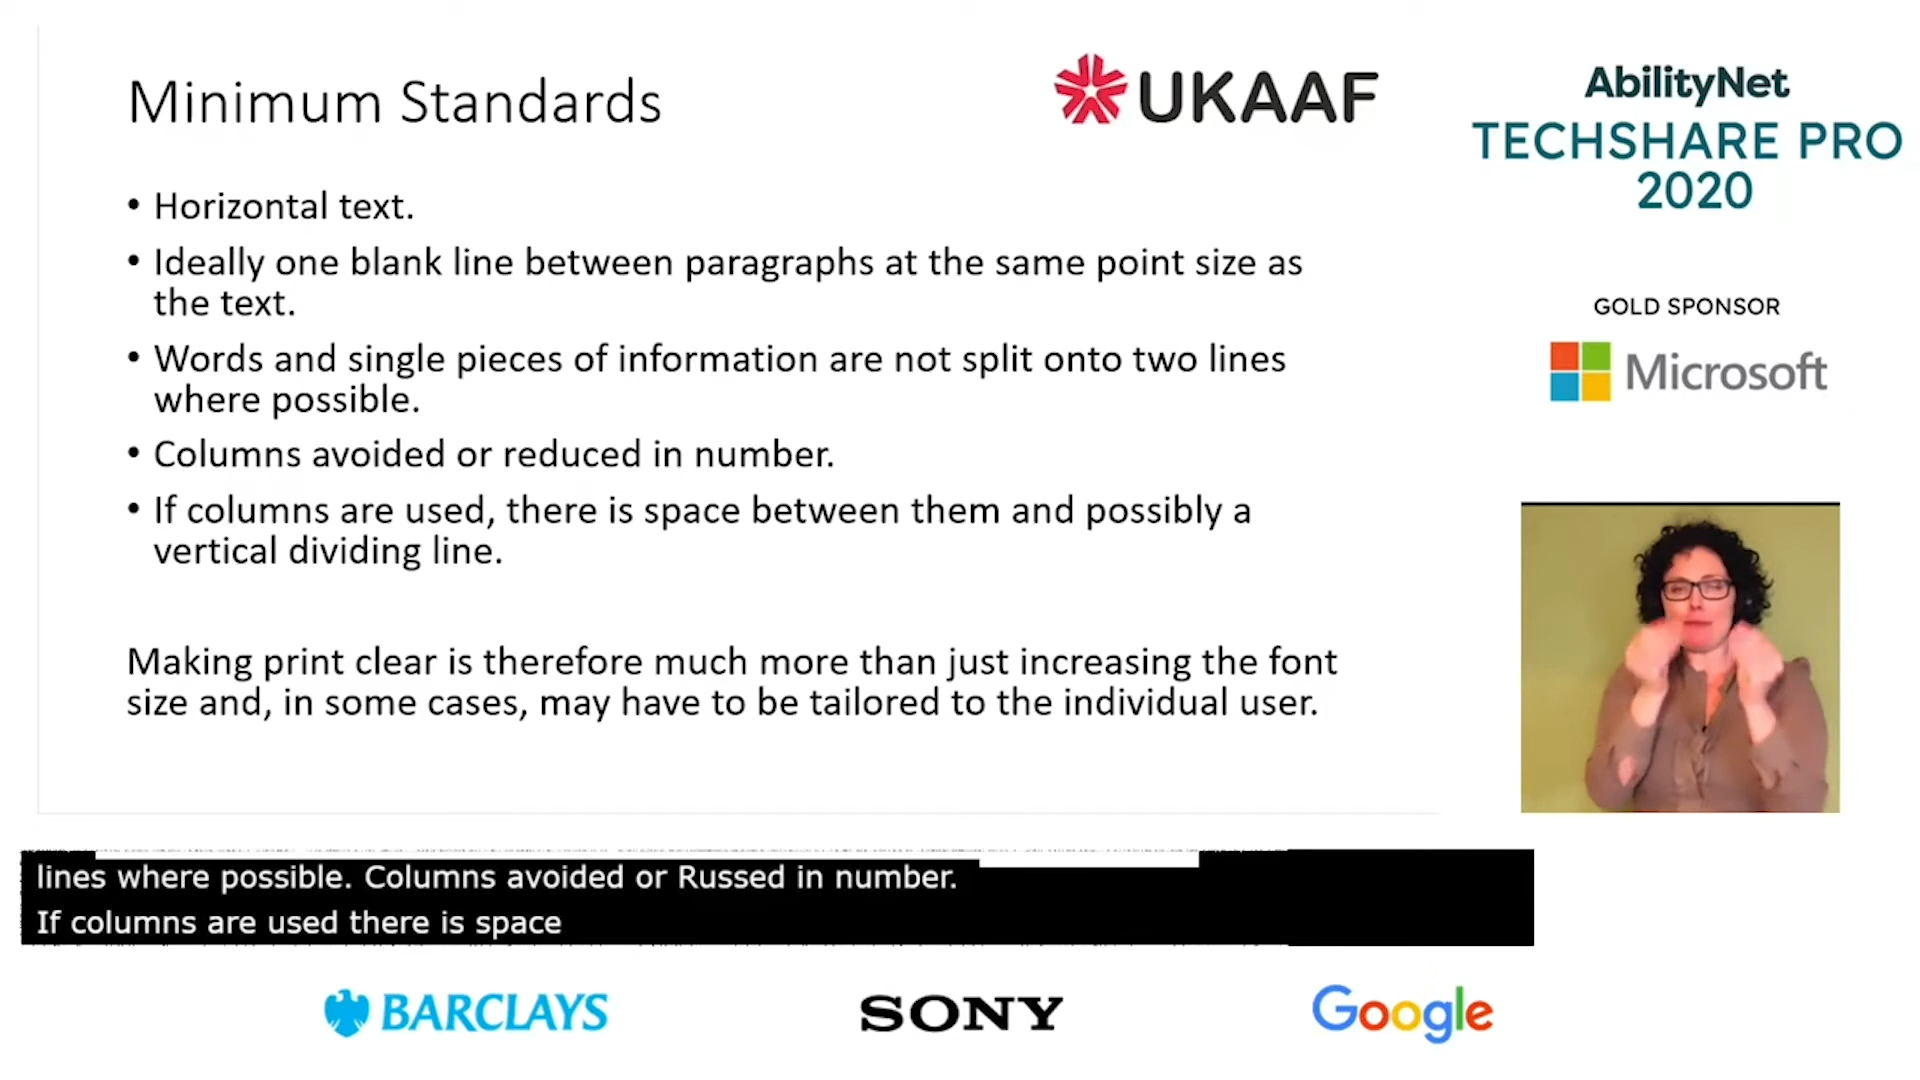 Minimum Standards
UKAAF
• Horizontal text.
• Ideally one blank line between paragraphs at the same point size as
the text.
• Words and single pieces of information are not split onto two lines
where possible.
• Columns avoided or reduced in number.
• If columns are used, there is space between them and possibly a
vertical dividing line.
Making print clear is therefore much more than just increasing the font
size and, in some cases, may have to be tailored to the individual user.
AbilityNet
TECHSHARE PRO
2020
GOLD SPONSOR
Microsoft
lines where possible. Columns avoided or Russed in number.
If columns are used there is space
BARCLAYS
SONY
Google